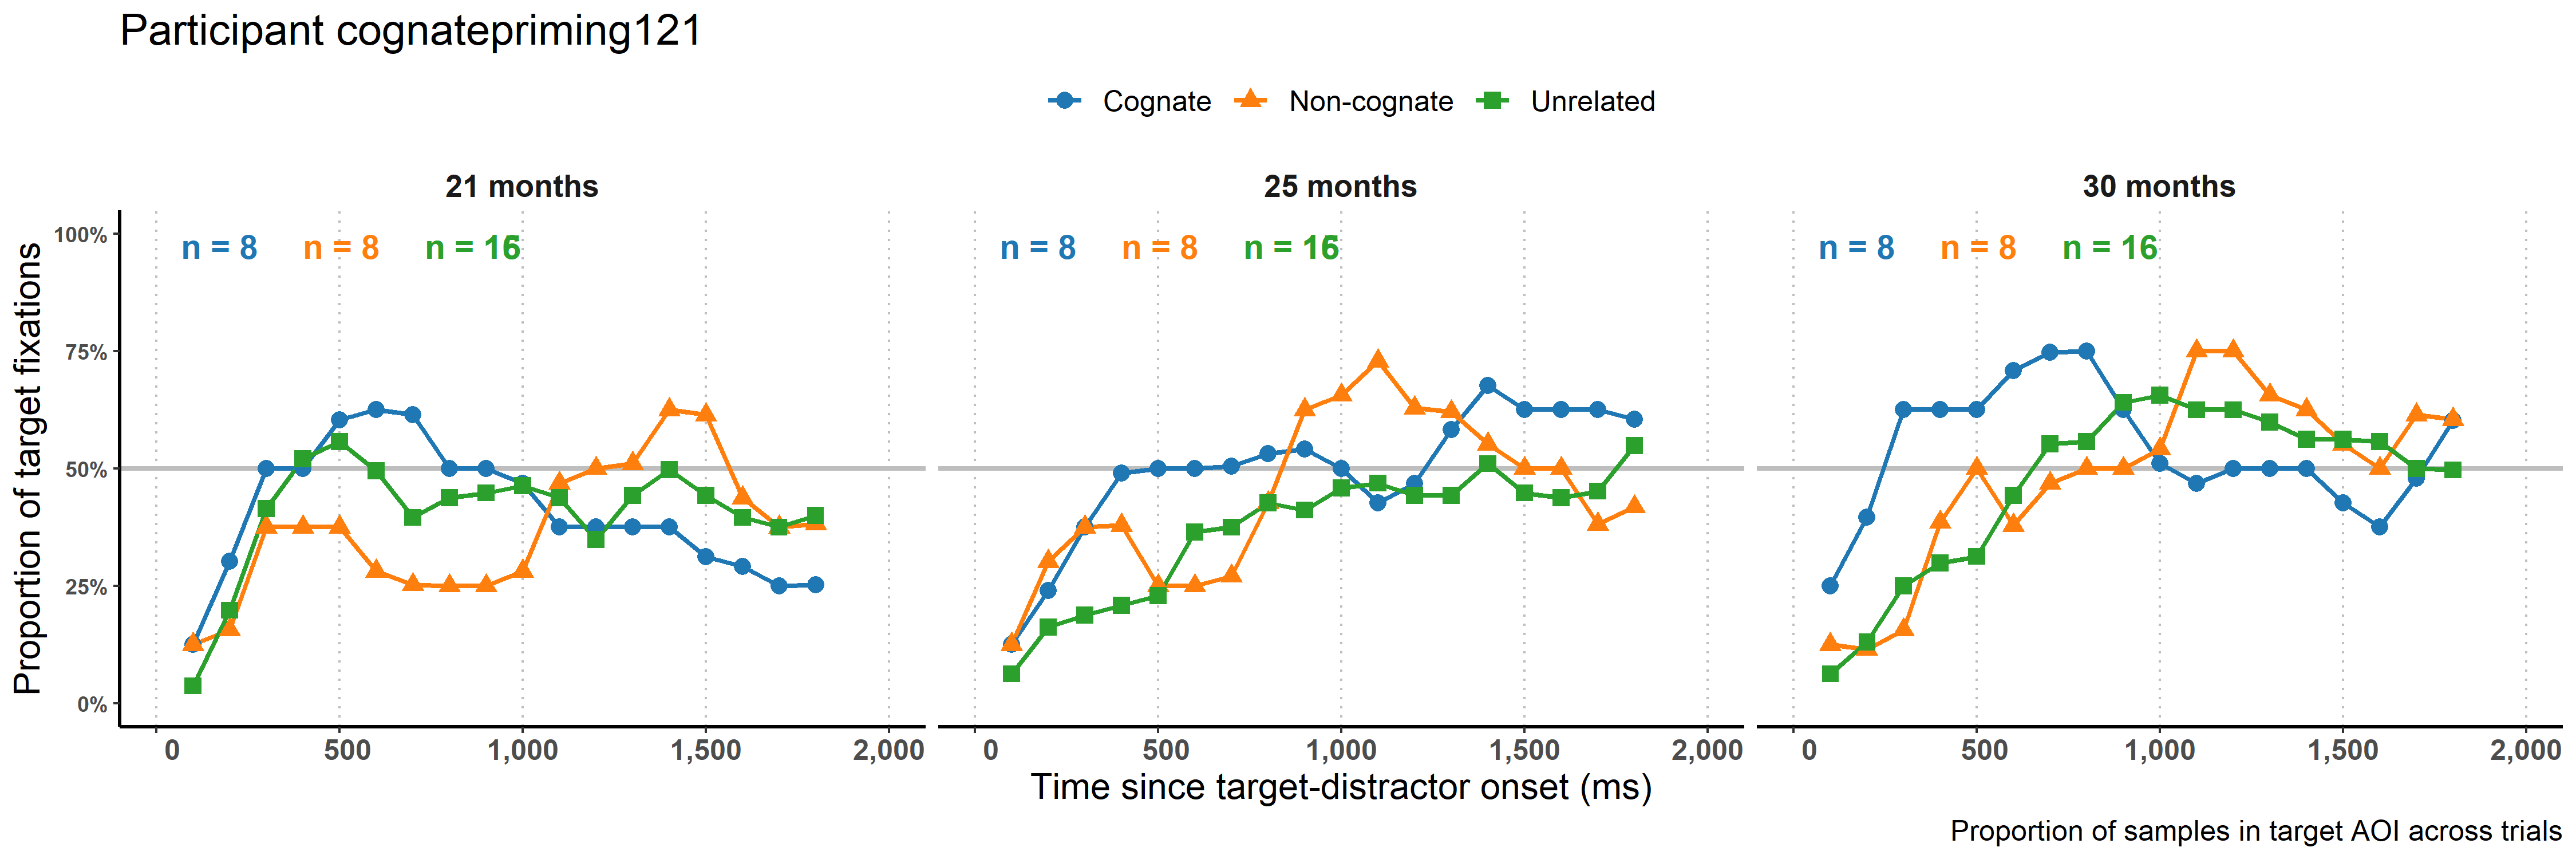 Participant cognatepriming121
Cognate Non-cognate Unrelated
21 months 25 months 30 months
n = 8 n = 8 n = 16 n = 8 n = 8 n = 16 n = 8 n = 8 n = 16
100%
75%
50%
25%
0%
Proportion of target fixations
0 500 1,000 1,500 2,000 0 500 1,000 1,500 2,000 0 500 1,000 1,500 2,000
Time since target-distractor onset (ms)
Proportion of samples in target AOI across trials